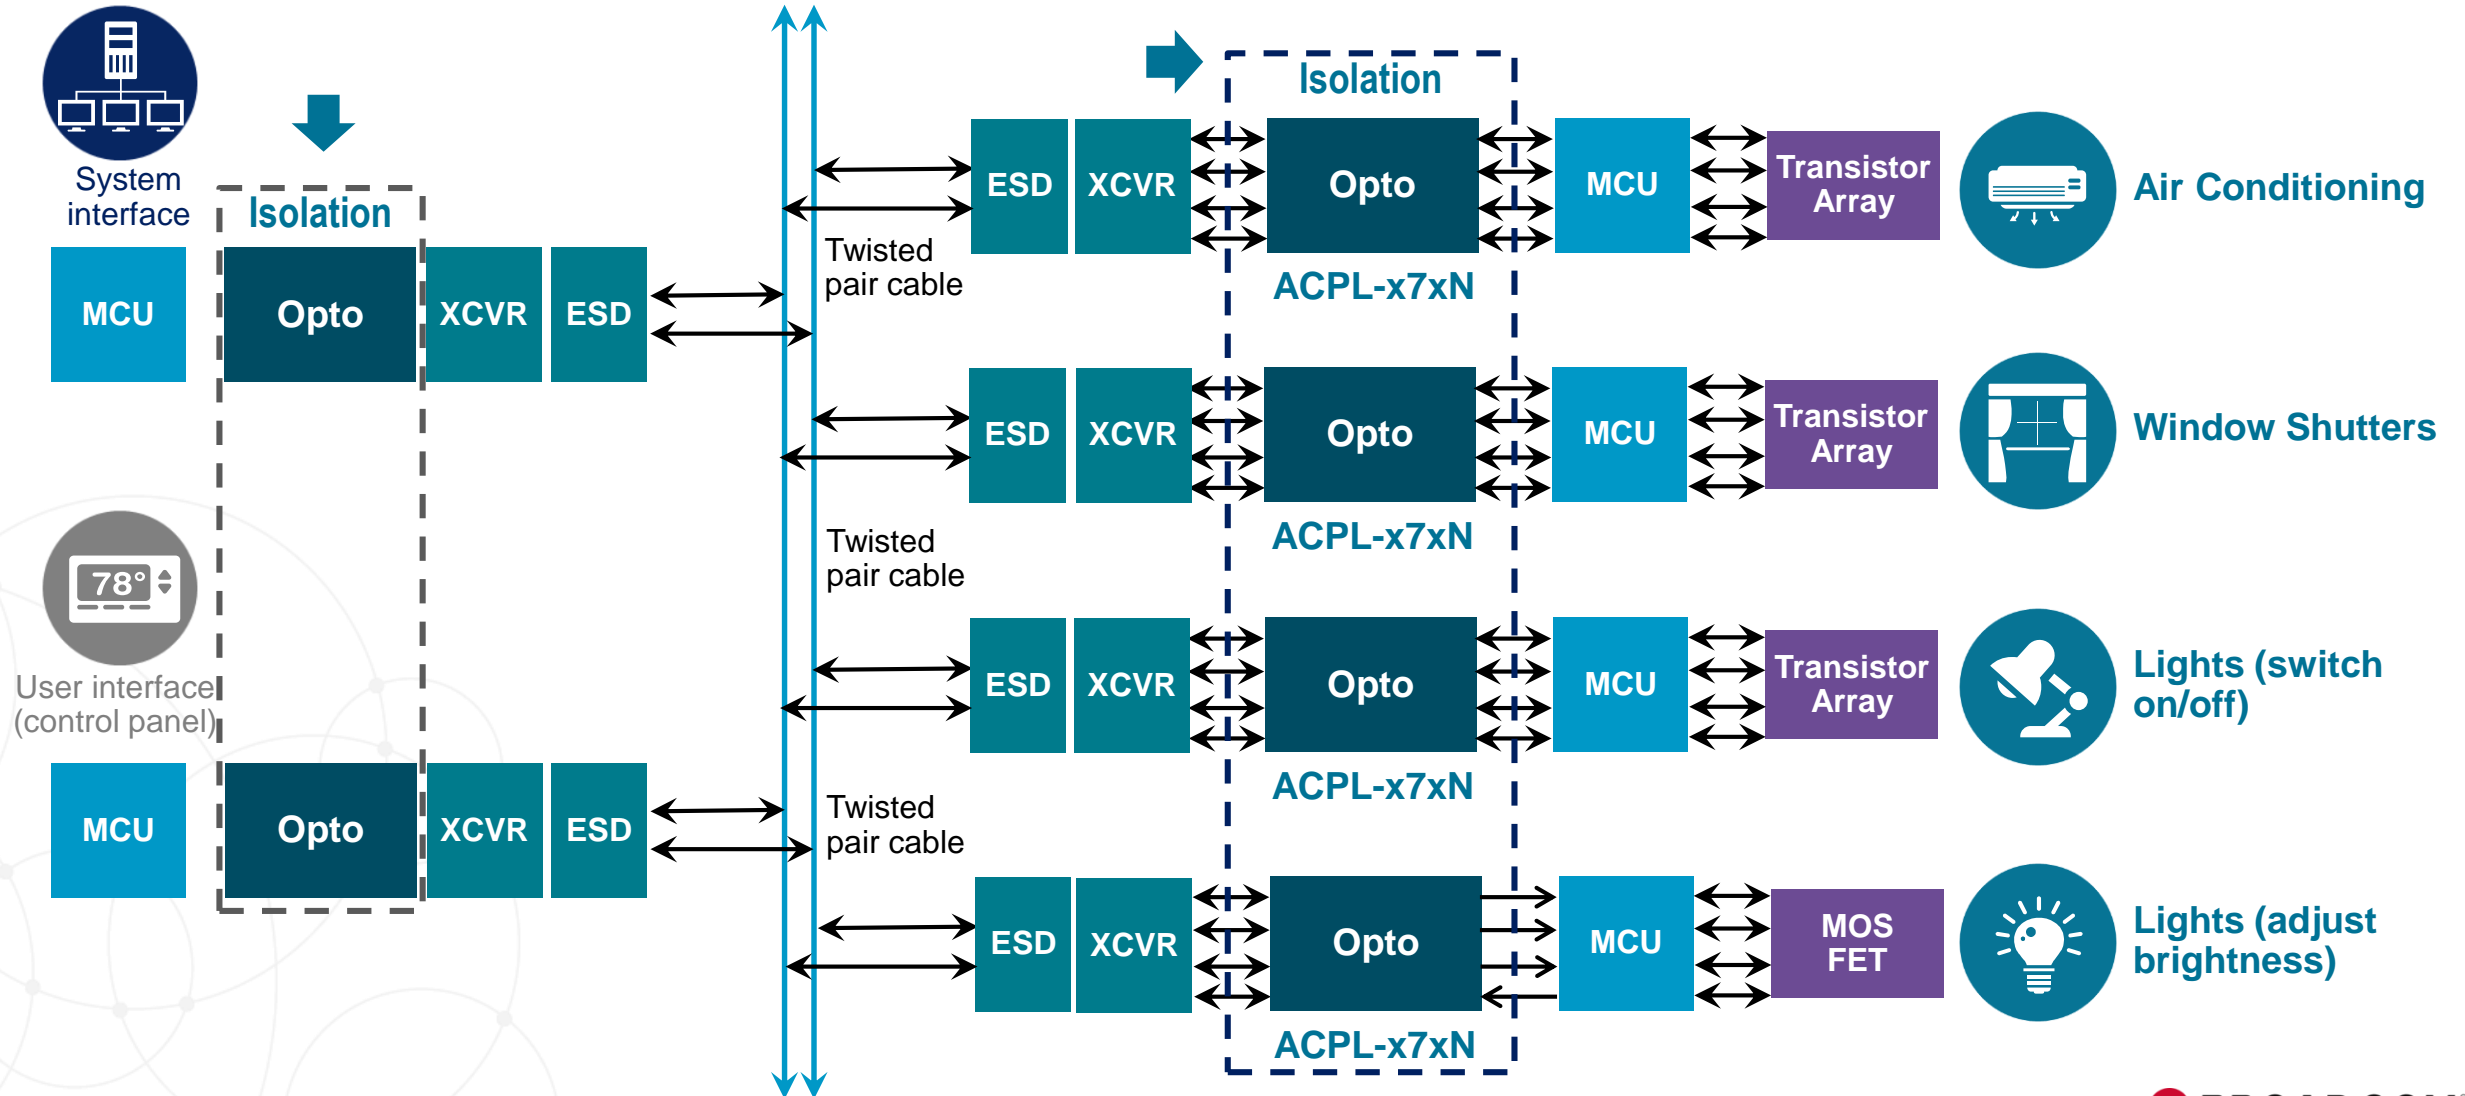 System
interface
Isolation
MCU
Opto
XCVR
ESD
78°
User interface
(control panel)
MCU
Opto
XCVR
ESD
Twisted
pair cable
Twisted
pair cable
Twisted
pair cable
Isolation
ESD
XCVR
Opto
MCU
Transistor
Array
Air Conditioning
ACPL-x7xN
ESD
XCVR
Opto
MCU
Transistor
Array
Window Shutters
ACPL-x7xN
ESD
XCVR
Opto
MCU
Transistor
Array
Lights (switch
on/off)
ACPL-x7xN
ESD
XCVR
Opto
MCU
MOS
FET
Lights (adjust
brightness)
ACPL-x7xN